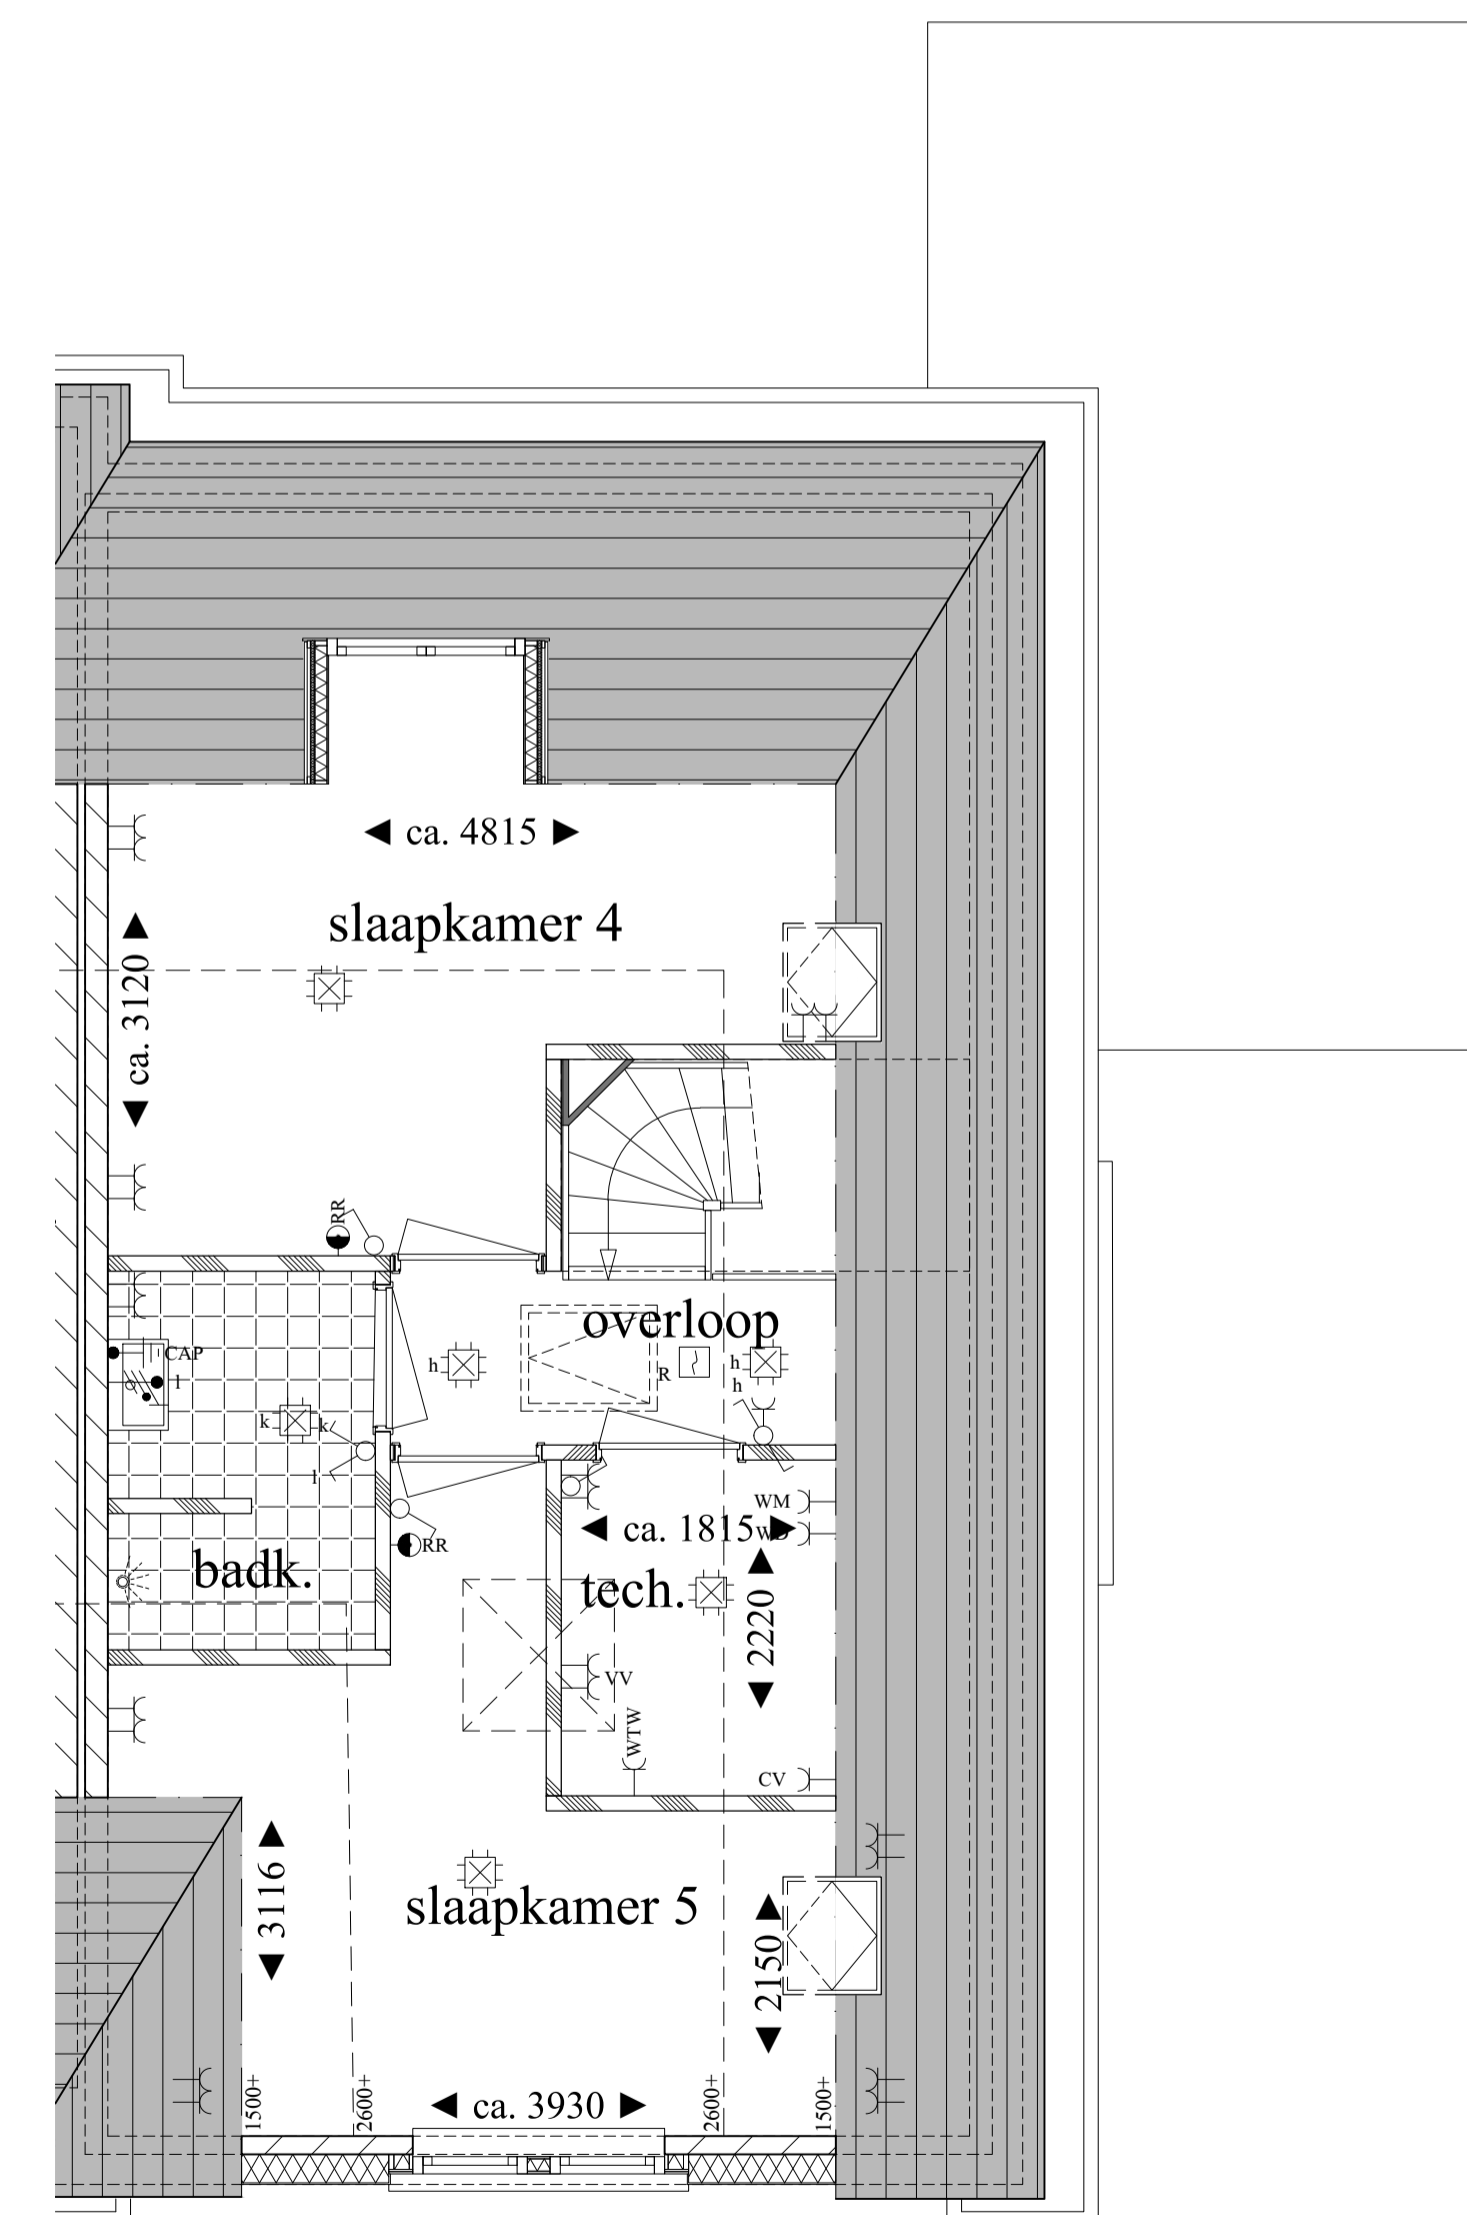 ca. 4815
slaapkamer 4
ca. 3120
RR
overloop
CAP
l
h
R
h
h
k
k
l
WM
ca. 1815
RR
badk.
tech.
2220
VV
WTW
CV
3116
slaapkamer 5
2150
1500+
2600+
ca. 3930
2600+
1500+